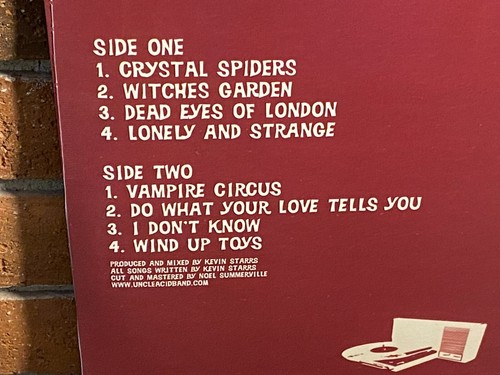 SIDE ONE
1. CRYSTAL SPIDERS
2. WITCHES GARDEN
3. DEAD EYES OF LONDON
4. LONELY AND STRANGE
SIDE TWO
1. VAMPIRE CIRCUS
2. DO WHAT YOUR LOVE TELLS YOU
3. I DON'T KNOW
4. WIND UP TOYS
PRODUCED AND MIXED BY KEVIN STARRS
ALL SONGS WRITTEN BY KEVIN STARRS
CUT AND MASTERED BY NOEL SUMMERVILLE
WWW.UNCLEACIDBAND.COM